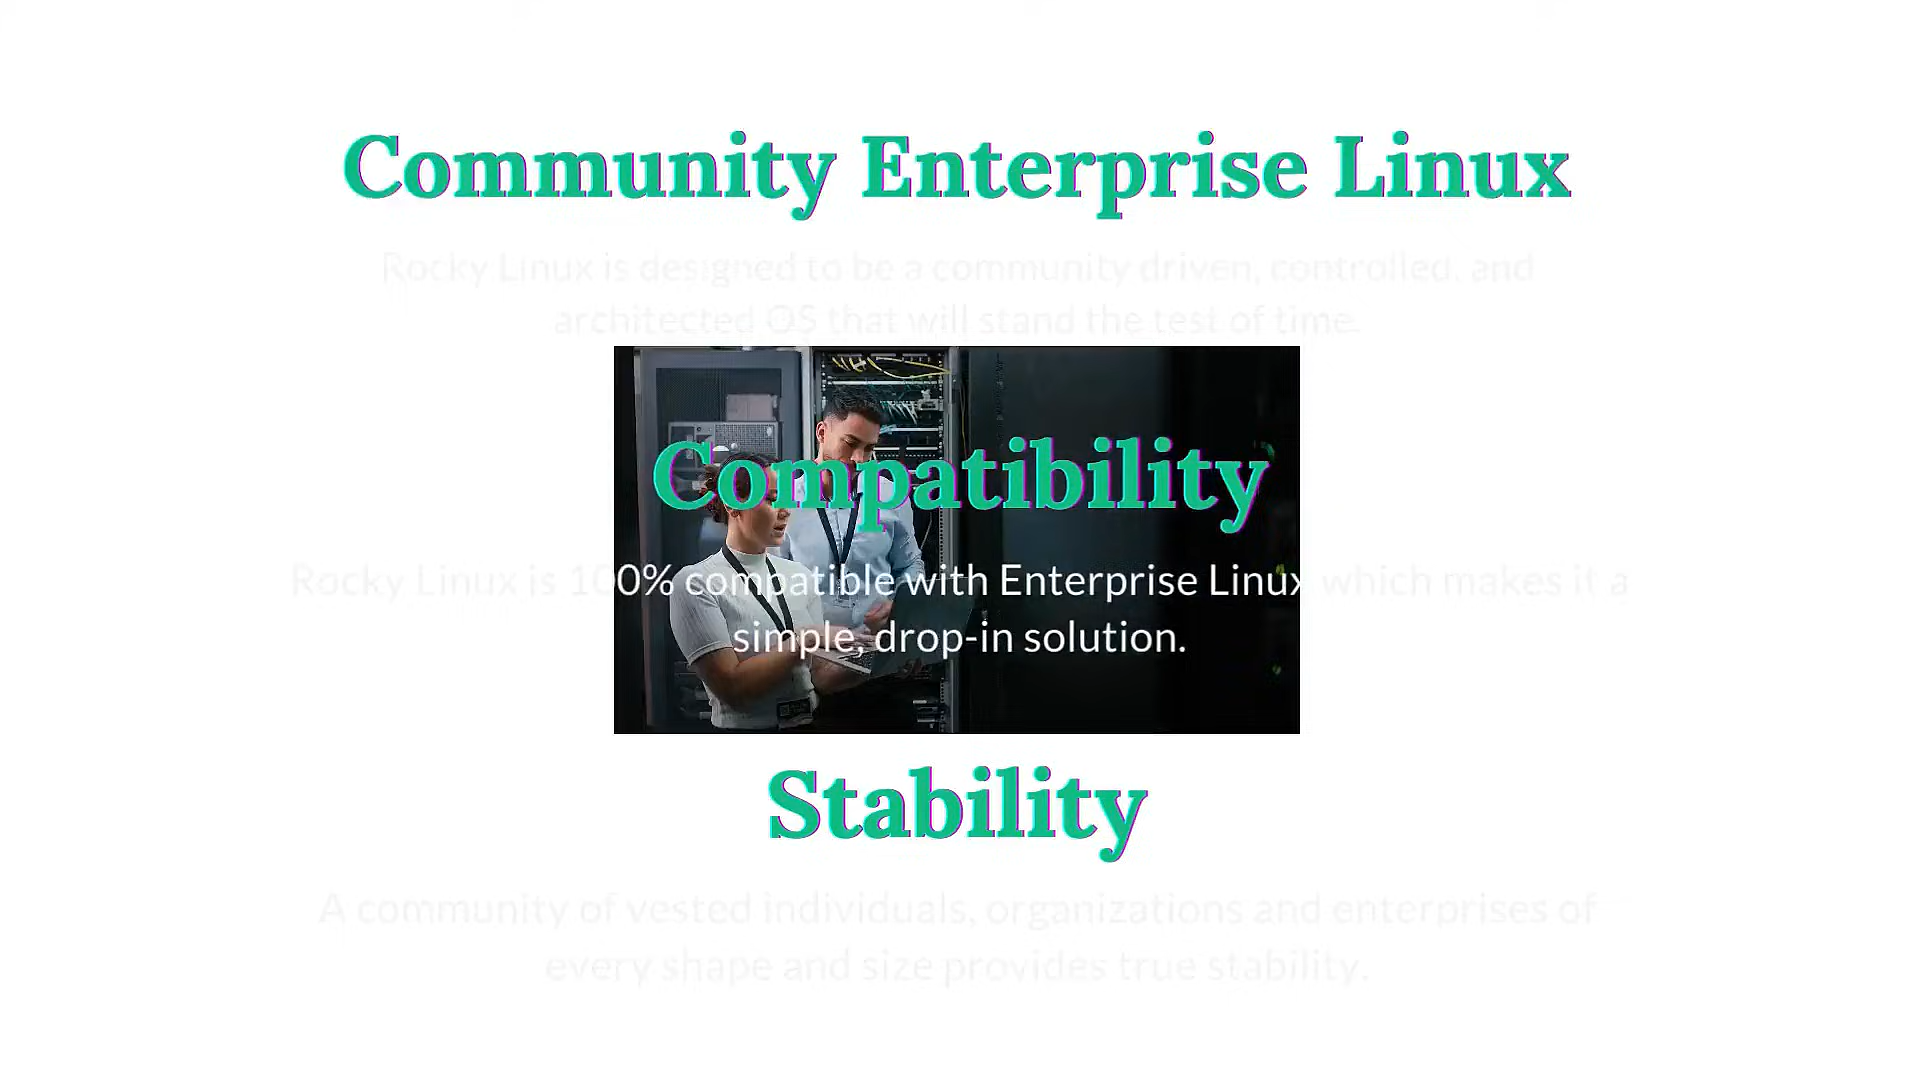 Community Enterprise Linux
Rocky Linux is designed to be a community driven, controlled, and
architected OS that will stand the test of time.
Compatibility
Rocky Linux is 100% compatible with Enterprise Linux which makes it a
simple, drop-in solution.
Stability
A community of vested individuals, organizations and enterprises of
every shape and size provides true stability.